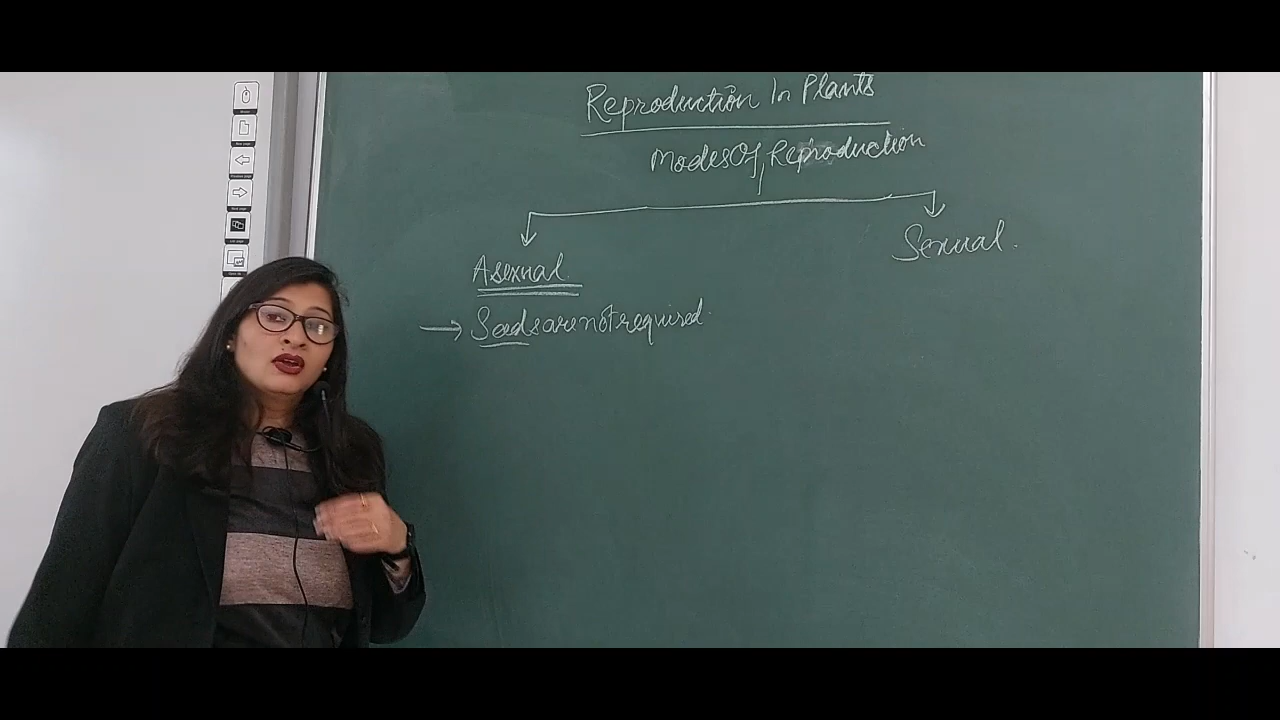 Reproduction In Plants
Modes Of Reproduction
Asexual.
Sexual.
→ Seeds are not required.